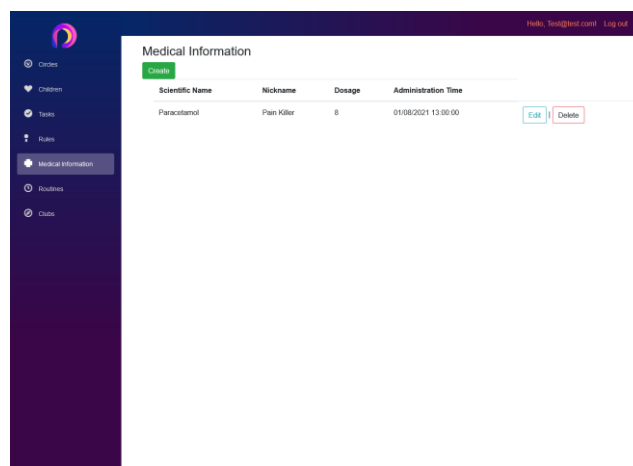 Hello, Test@test.com! Log out
Circles
Children
Tasks
Rules
Medical Information
Routines
Clubs
Medical Information
Create
Scientific Name Nickname Dosage Administration Time
Paracetamol Pain Killer 8 01/08/2021 13:00:00 Edit | Delete